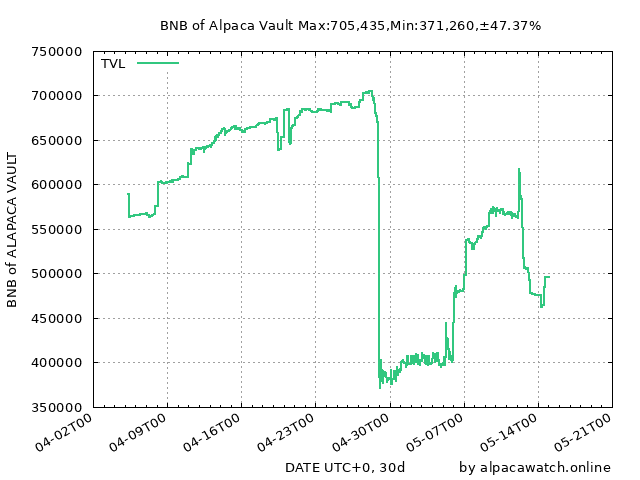 BNB of Alpaca Vault Max:705,435,Min:371,260,±47.37%
TVL
BNB of ALAPACA VAULT
750000
700000
650000
600000
550000
500000
450000
400000
350000
04-02T00 04-09T00 04-16T00 04-23T00 04-30T00 05-07T00 05-14T00 05-21T00
DATE UTC+0, 30d by alpacawatch.online